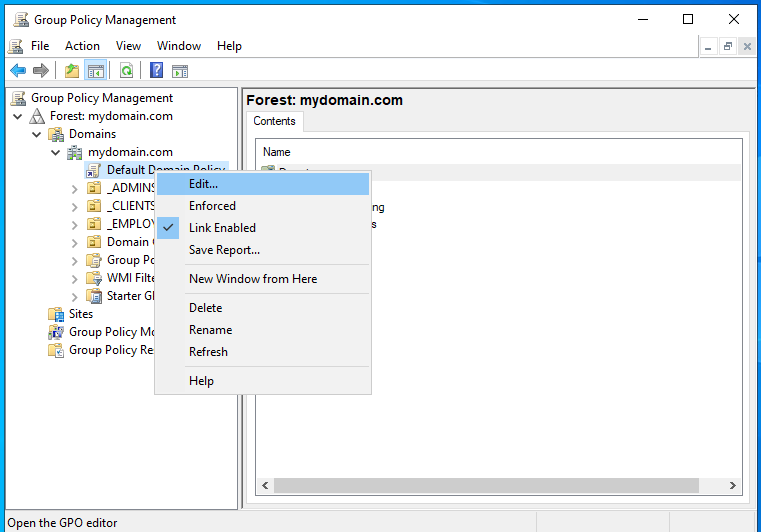 Group Policy Management
File Action View Window Help
Group Policy Management
Forest: mydomain.com
Domains
mydomain.com
Default Domain Policy
_ADMINS
_CLIENTS
_EMPLOY
Domain
Group Po
WMI Filte
Starter G
Sites
Group Policy Mo
Group Policy Re
Edit...
Enforced
Link Enabled
Save Report...
New Window from Here
Delete
Rename
Refresh
Help
Forest: mydomain.com
Contents
Name
ng
s
Open the GPO editor